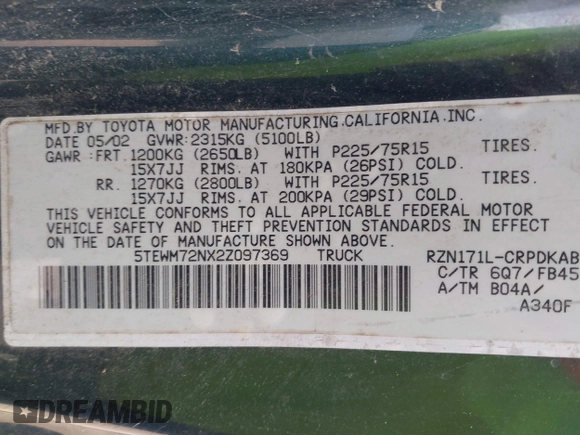 MFD.BY TOYOTA MOTOR MANUFACTURING,CALIFORNIA,INC.
DATE 05/02 GVWR:2315KG (5100LB)
GAWR:FRT.1200KG (2650LB) WITH P225/75R15 TIRES.
15X7JJ RIMS. AT 180KPA (26PSI) COLD.
RR. 1270KG (2800LB) WITH P225/75R15 TIRES.
15X7JJ RIMS. AT 200KPA (29PSI) COLD.
THIS VEHICLE CONFORMS TO ALL APPLICABLE FEDERAL MOTOR
VEHICLE SAFETY AND THEFT PREVENTION STANDARDS IN EFFECT
ON THE DATE OF MANUFACTURE SHOWN ABOVE.
5TEWM72NX2Z097369 TRUCK RZN171L-CRPDKAB
C/TR 6Q7/FB45
A/TM B04A/
A340F
DREAMBID